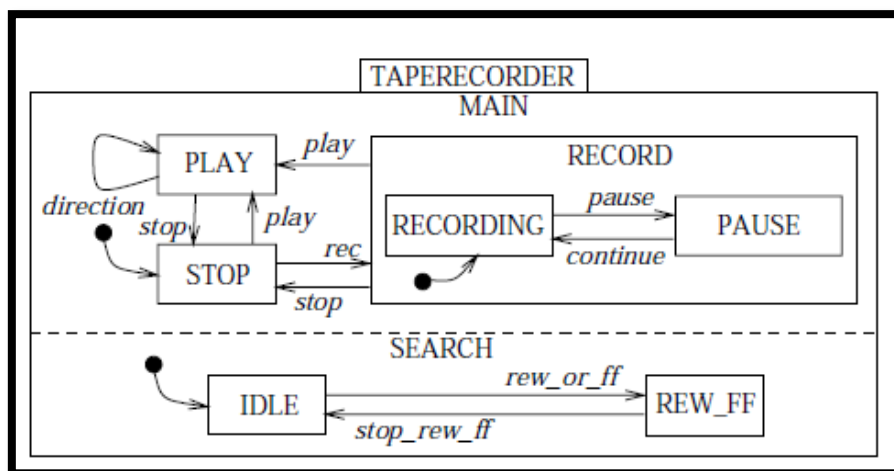 TAPERECORDER
MAIN
PLAY
play
RECORD
direction
stop
play
RECORDING
pause
continue
PAUSE
STOP
rec
stop
SEARCH
IDLE
rew_or_ff
stop_rew_ff
REW_FF